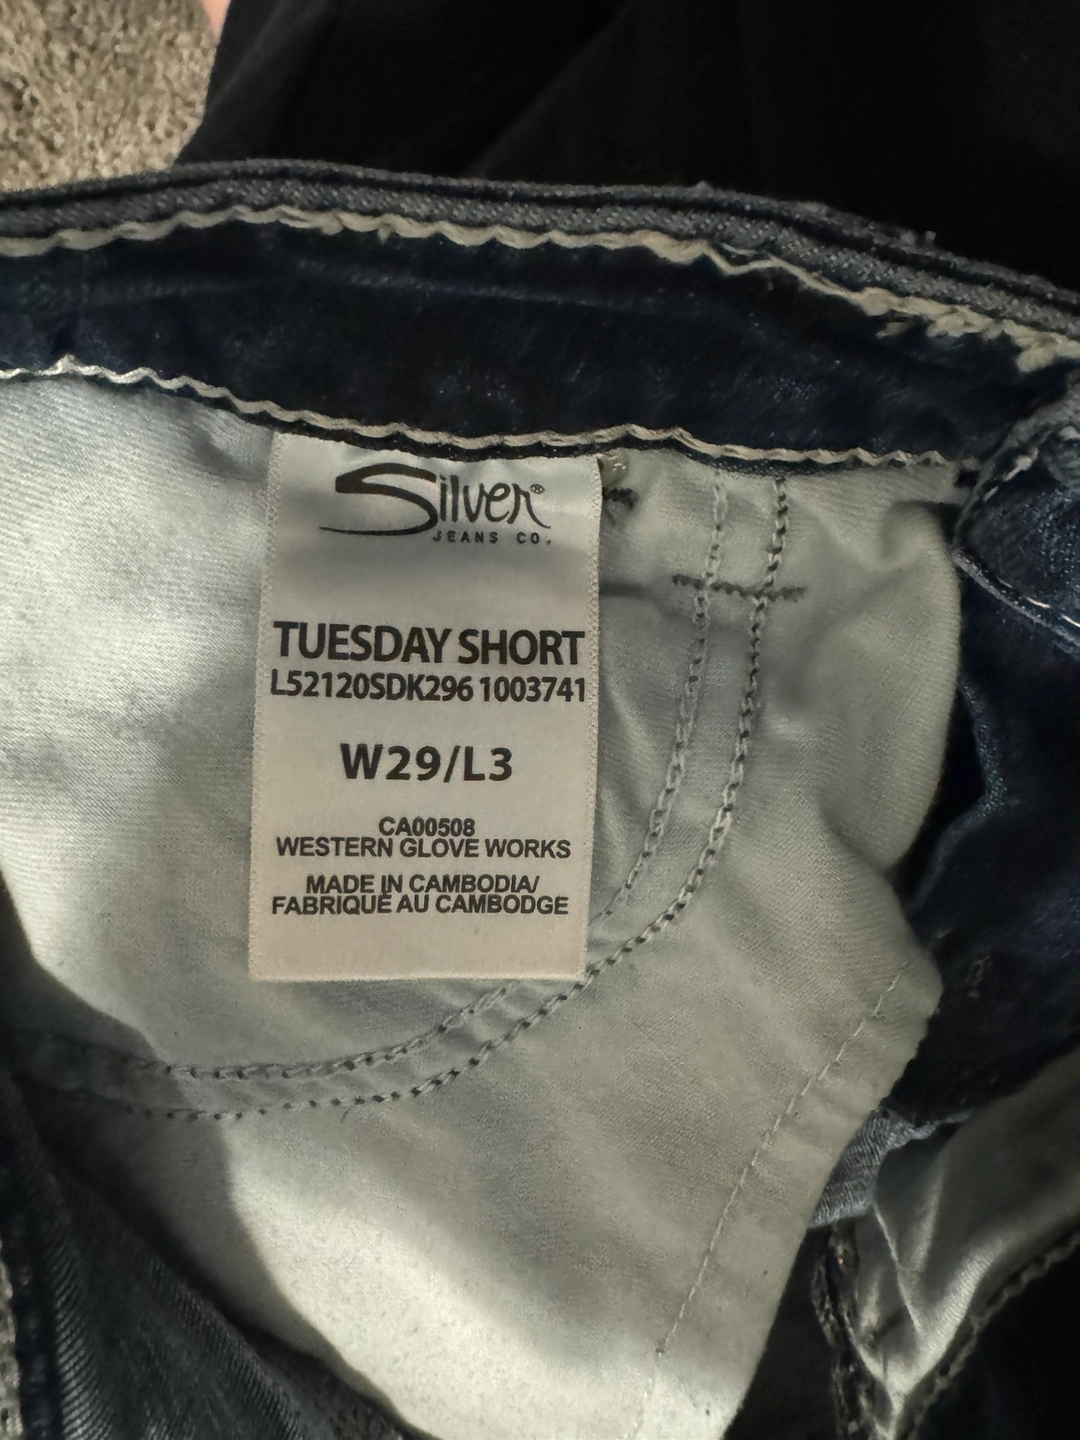 Silver®
JEANS CO.
TUESDAY SHORT
L52120SDK296 1003741
W29/L3
CA00508
WESTERN GLOVE WORKS
MADE IN CAMBODIA/
FABRIQUÉ AU CAMBODGE